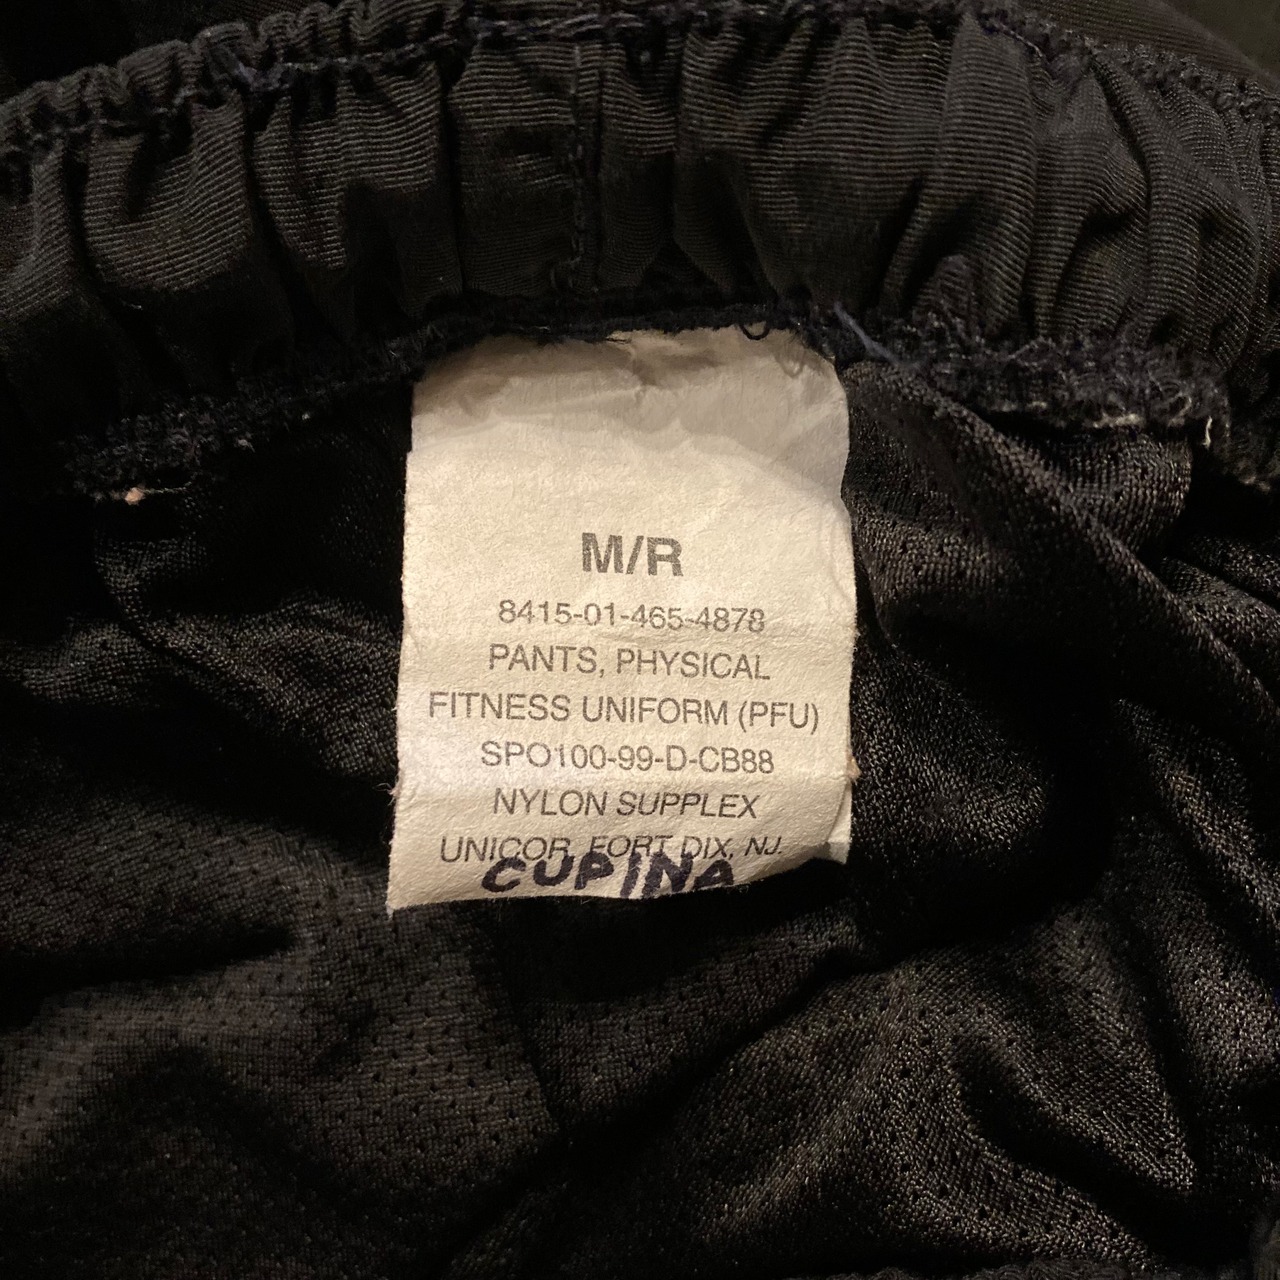 M/R
8415-01-465-4878
PANTS, PHYSICAL
FITNESS UNIFORM (PFU)
SPO100-99-D-CB88
NYLON SUPPLEX
UNICOR, FORT DIX, NJ.
CUPINA